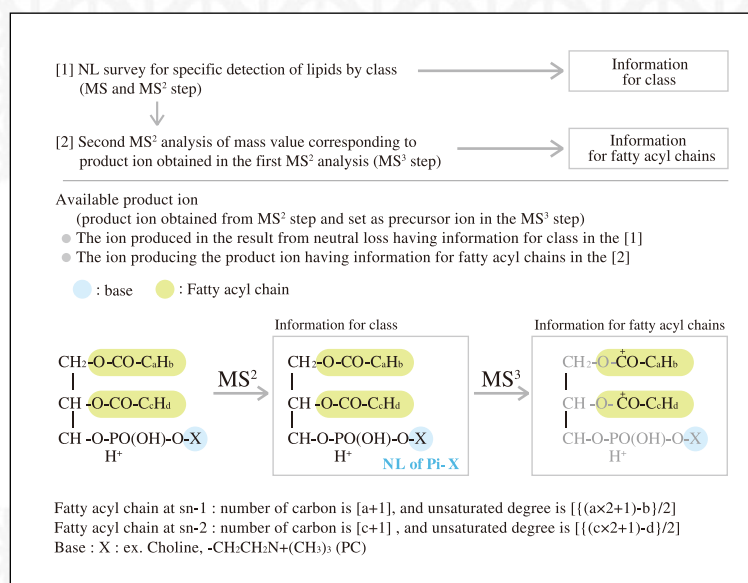 [1] NL survey for specific detection of lipids by class
(MS and MS² step)
Information
for class
[2] Second MS² analysis of mass value corresponding to
product ion obtained in the first MS² analysis (MS³ step)
Information
for fatty acyl chains
Available product ion
(product ion obtained from MS² step and set as precursor ion in the MS³ step)
The ion produced in the result from neutral loss having information for class in the [1]
The ion producing the product ion having information for fatty acyl chains in the [2]
: base
: Fatty acyl chain
CH₂-O-CO-CaHb
CH -O-CO-CcHd
CH -O-PO(OH)-O-X
H⁺
MS²
Information for class
CH₂-O-CO-CaHb
CH -O-CO-CcHd
CH -O-PO(OH)-O-X
H⁺
NL of Pi-X
MS³
Information for fatty acyl chains
+
CH₂-O-CO-CaHb
+
CH -O- CO-CcHd
CH-O-PO(OH)-O-X
H⁺
Fatty acyl chain at sn-1 : number of carbon is [a+1], and unsaturated degree is [{(a×2+1)-b}/2]
Fatty acyl chain at sn-2 : number of carbon is [c+1] , and unsaturated degree is [{(c×2+1)-d}/2]
Base : X : ex. Choline, -CH₂CH₂N+(CH₃)₃ (PC)